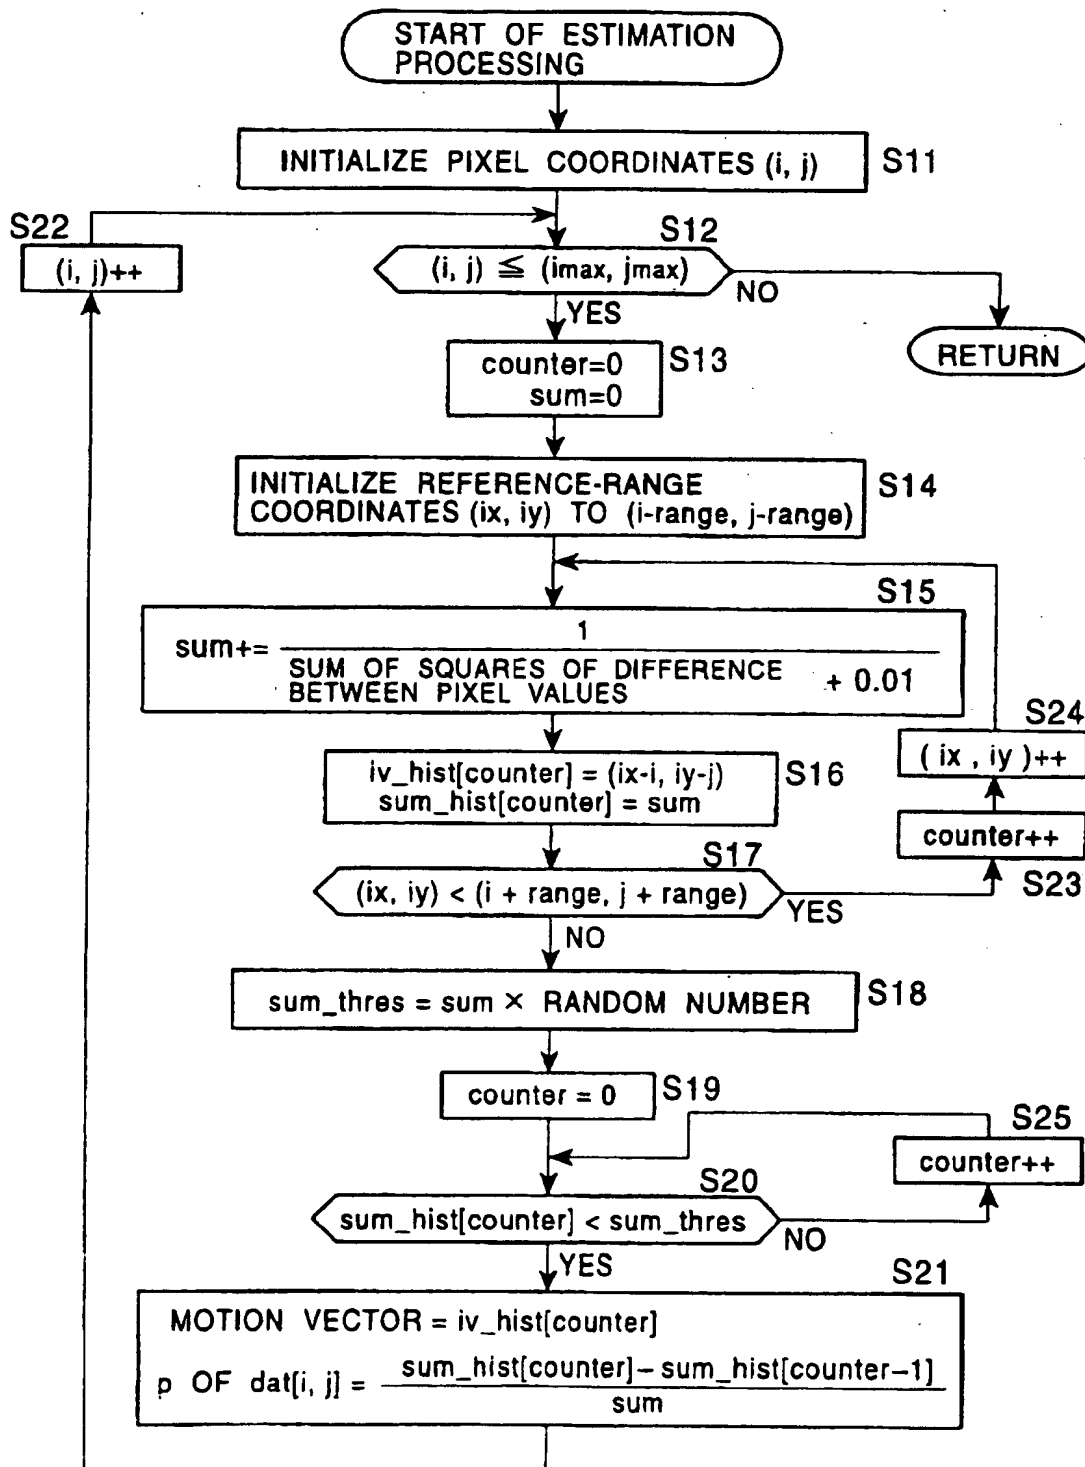 START OF ESTIMATION
PROCESSING
INITIALIZE PIXEL COORDINATES (i, j)
S11
S22
(i, j)++
S12
(i, j) ≦ (imax, jmax)
NO
YES
RETURN
counter=0
sum=0
S13
INITIALIZE REFERENCE-RANGE
COORDINATES (ix, iy) TO (i-range, j-range)
S14
S15
sum+=
1
SUM OF SQUARES OF DIFFERENCE
BETWEEN PIXEL VALUES
+ 0.01
S24
( ix , iy )++
iv_hist[counter] = (ix-i, iy-j)
sum_hist[counter] = sum
S16
counter++
S23
S17
(ix, iy) < (i + range, j + range)
YES
NO
sum_thres = sum × RANDOM NUMBER
S18
counter = 0
S19
S25
counter++
S20
sum_hist[counter] < sum_thres
NO
YES
S21
MOTION VECTOR = iv_hist[counter]
p OF dat[i, j] =
sum_hist[counter]-sum_hist[counter-1]
sum